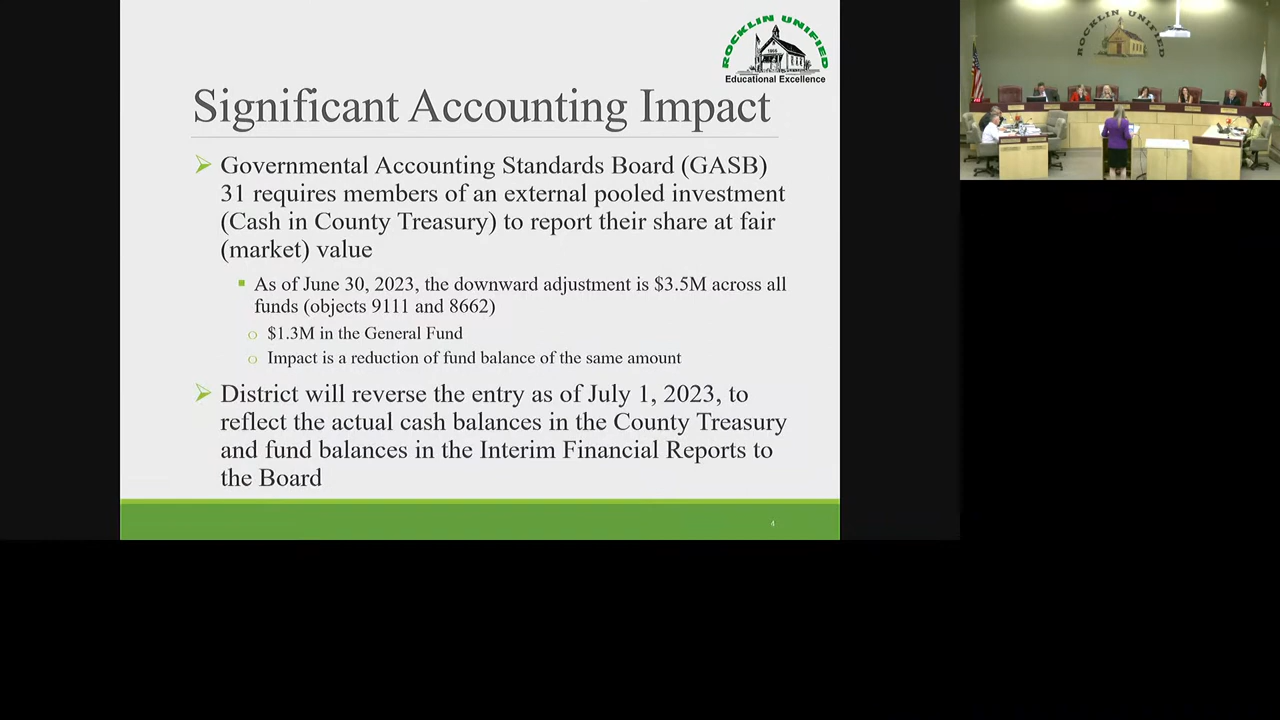 ROCKLIN UNIFIED
1866
Educational Excellence
Significant Accounting Impact
Governmental Accounting Standards Board (GASB)
31 requires members of an external pooled investment
(Cash in County Treasury) to report their share at fair
(market) value
As of June 30, 2023, the downward adjustment is $3.5M across all
funds (objects 9111 and 8662)
$1.3M in the General Fund
Impact is a reduction of fund balance of the same amount
District will reverse the entry as of July 1, 2023, to
reflect the actual cash balances in the County Treasury
and fund balances in the Interim Financial Reports to
the Board
4
ROCKLIN UNIFIED